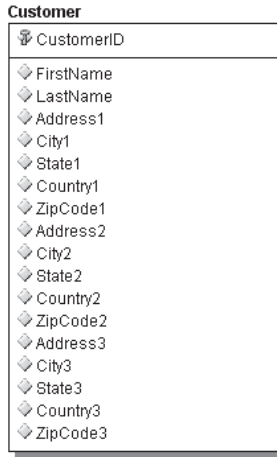 Customer
CustomerID
FirstName
LastName
Address1
City1
State1
Country1
ZipCode1
Address2
City2
State2
Country2
ZipCode2
Address3
City3
State3
Country3
ZipCode3